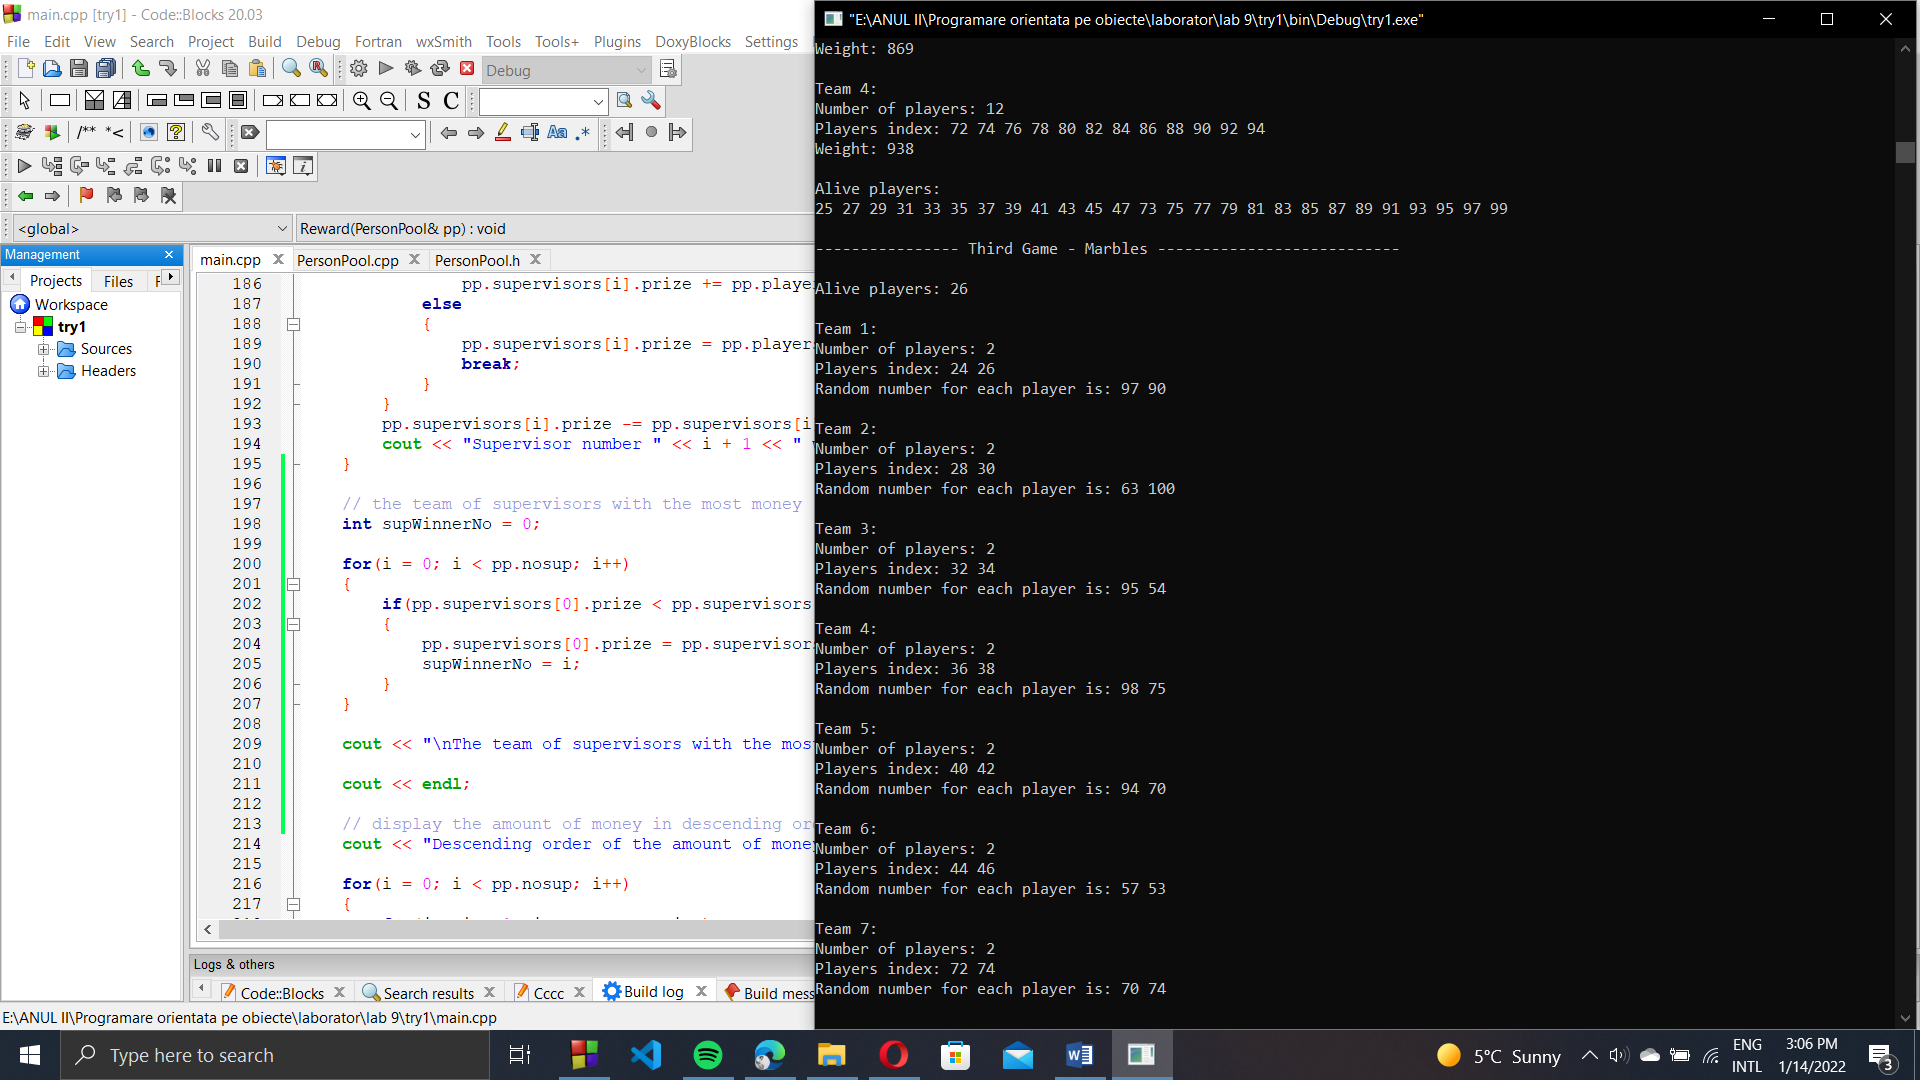 main.cpp [try1] - Code::Blocks 20.03
File Edit View Search Project Build Debug Fortran wxSmith Tools Tools+ Plugins DoxyBlocks Settings
Debug
S C
/** *<
Aa .*
<global>
Reward(PersonPool& pp) : void
Management
Projects Files
Workspace
try1
Sources
Headers
main.cpp PersonPool.cpp PersonPool.h
186 pp.supervisors[i].prize += pp.playe
187 else
188 {
189 pp.supervisors[i].prize = pp.player
190 break;
191 }
192 }
193 pp.supervisors[i].prize -= pp.supervisors[i
194 cout << "Supervisor number " << i + 1 << "
195 }
196
197 // the team of supervisors with the most money
198 int supWinnerNo = 0;
199
200 for(i = 0; i < pp.nosup; i++)
201 {
202 if(pp.supervisors[0].prize < pp.supervisors
203 {
204 pp.supervisors[0].prize = pp.supervisor
205 supWinnerNo = i;
206 }
207 }
208
209 cout << "\nThe team of supervisors with the mos
210
211 cout << endl;
212
213 // display the amount of money in descending or
214 cout << "Descending order of the amount of mone
215
216 for(i = 0; i < pp.nosup; i++)
217 {
Logs & others
Code::Blocks Search results Cccc Build log Build mess
E:\ANUL II\Programare orientata pe obiecte\laborator\lab 9\try1\main.cpp
"E:\ANUL II\Programare orientata pe obiecte\laborator\lab 9\try1\bin\Debug\try1.exe"
Weight: 869
Team 4:
Number of players: 12
Players index: 72 74 76 78 80 82 84 86 88 90 92 94
Weight: 938
Alive players:
25 27 29 31 33 35 37 39 41 43 45 47 73 75 77 79 81 83 85 87 89 91 93 95 97 99
---------------- Third Game - Marbles ---------------------------
Alive players: 26
Team 1:
Number of players: 2
Players index: 24 26
Random number for each player is: 97 90
Team 2:
Number of players: 2
Players index: 28 30
Random number for each player is: 63 100
Team 3:
Number of players: 2
Players index: 32 34
Random number for each player is: 95 54
Team 4:
Number of players: 2
Players index: 36 38
Random number for each player is: 98 75
Team 5:
Number of players: 2
Players index: 40 42
Random number for each player is: 94 70
Team 6:
Number of players: 2
Players index: 44 46
Random number for each player is: 57 53
Team 7:
Number of players: 2
Players index: 72 74
Random number for each player is: 70 74
Type here to search
5°C Sunny
ENG
INTL
3:06 PM
1/14/2022
3